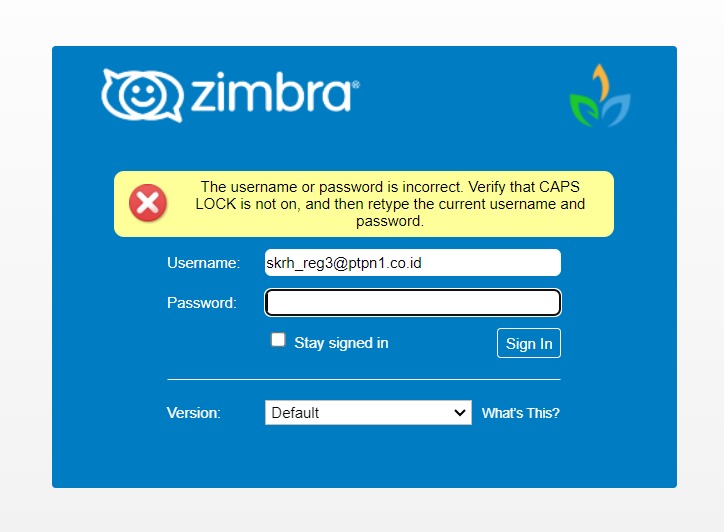 zimbra®
The username or password is incorrect. Verify that CAPS
LOCK is not on, and then retype the current username and
password.
Username: skrh_reg3@ptpn1.co.id
Password:
Stay signed in Sign In
Version: Default What's This?